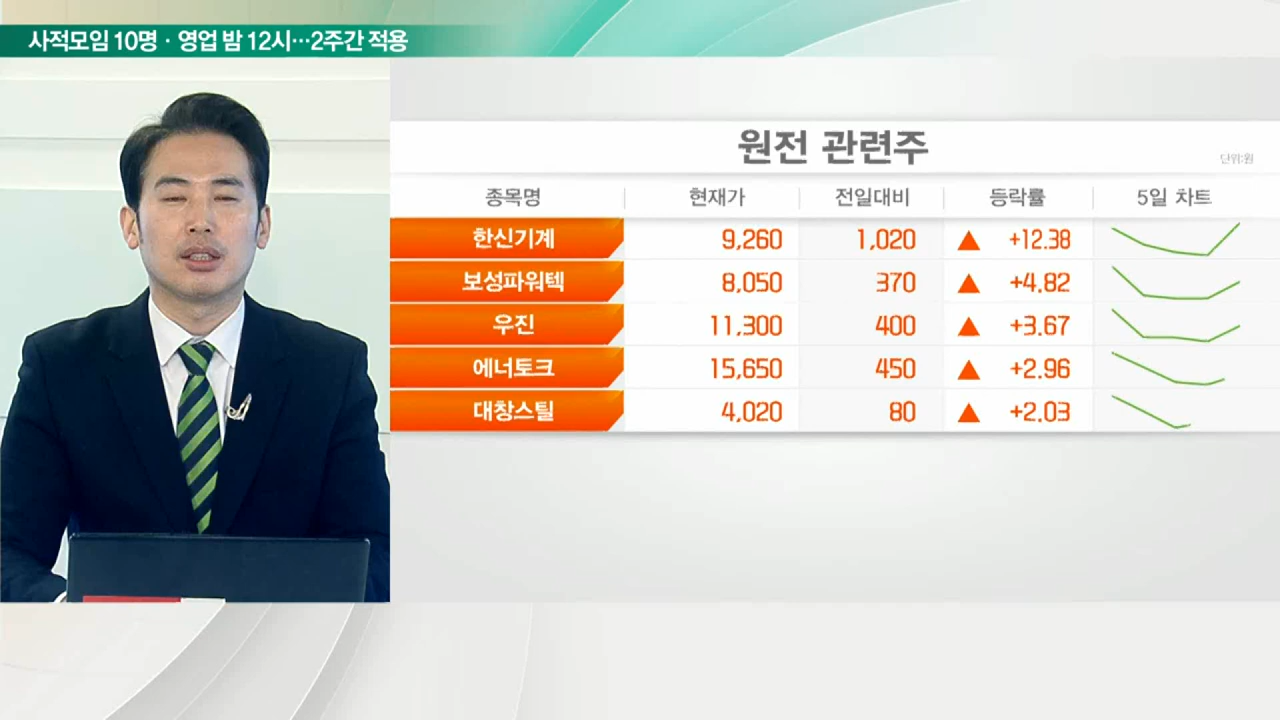 사적모임 10명 · 영업 밤 12시…2주간 적용
원전 관련주
단위:원
종목명 현재가 전일대비 등락률 5일 차트
한신기계 9,260 1,020 ▲ +12.38
보성파워텍 8,050 370 ▲ +4.82
우진 11,300 400 ▲ +3.67
에너토크 15,650 450 ▲ +2.96
대창스틸 4,020 80 ▲ +2.03